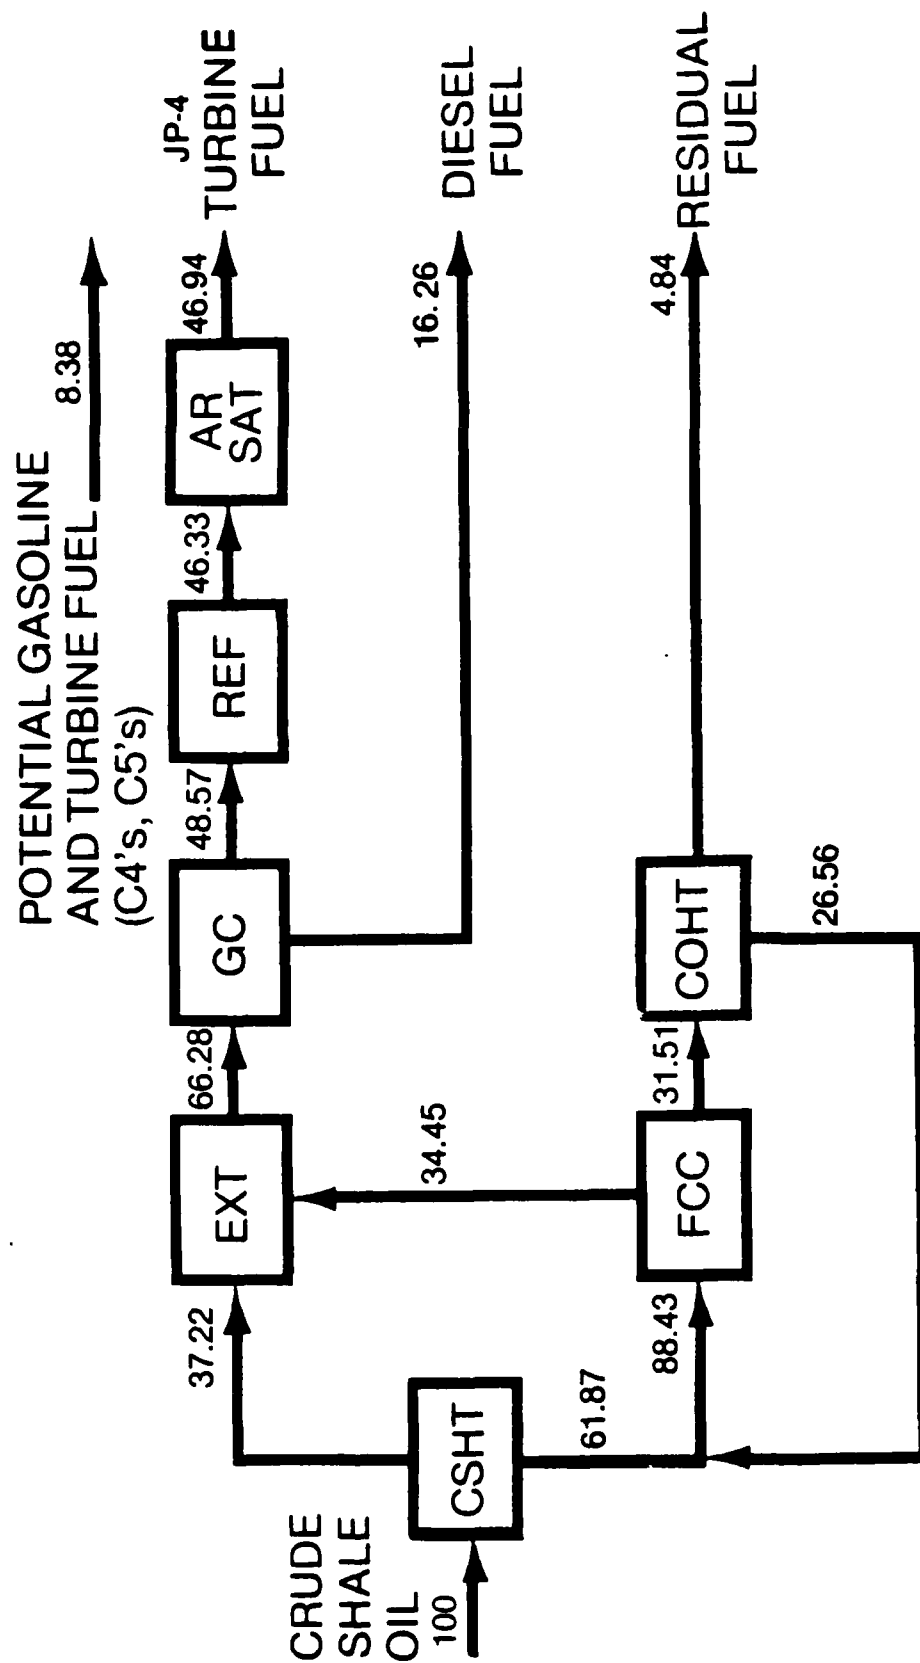 POTENTIAL GASOLINE
AND TURBINE FUEL
(C4's, C5's)
8.38
CRUDE
SHALE
OIL
100
CSHT
37.22
61.87
EXT
66.28
GC
48.57
REF
46.33
AR
SAT
46.94
JP-4
TURBINE
FUEL
34.45
16.26
DIESEL
FUEL
88.43
FCC
31.51
COHT
4.84
RESIDUAL
FUEL
26.56